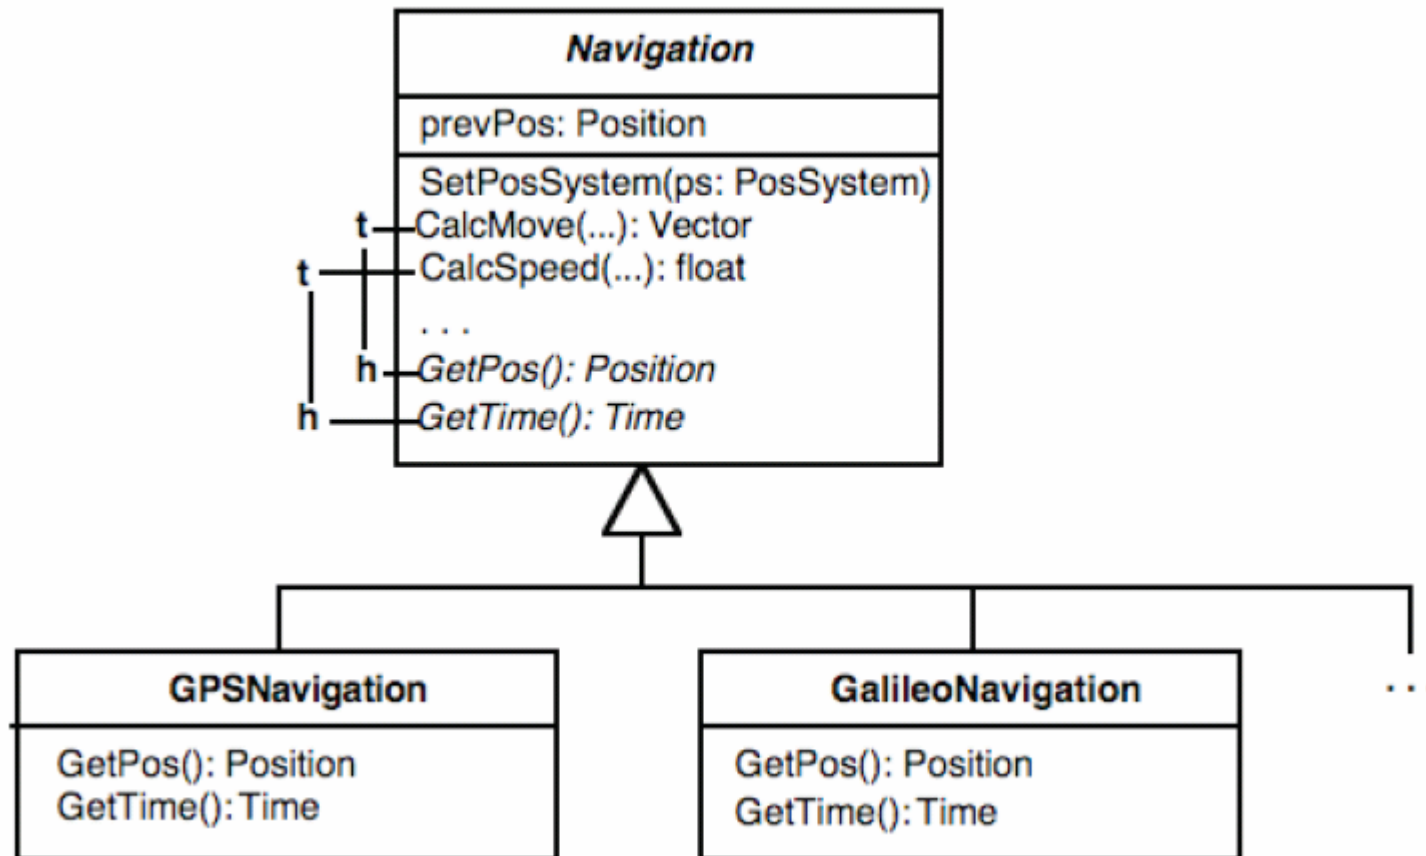 Navigation
prevPos: Position
SetPosSystem(ps: PosSystem)
t CalcMove(...): Vector
t CalcSpeed(...): float
. . .
h GetPos(): Position
h GetTime(): Time
GPSNavigation
GetPos(): Position
GetTime(): Time
GalileoNavigation
GetPos(): Position
GetTime(): Time
. .